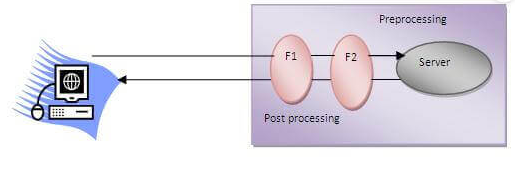 Preprocessing
F1
F2
Server
Post processing